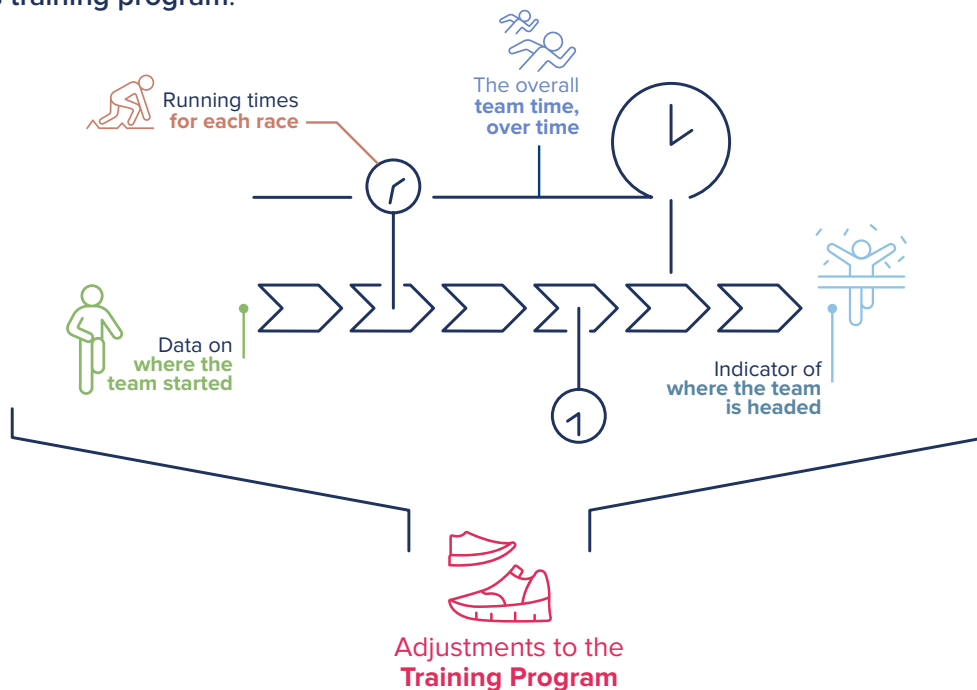 training program.
The overall
team time,
over time
Running times
for each race
Data on
where the
team started
Indicator of
where the team
is headed
Adjustments to the
Training Program